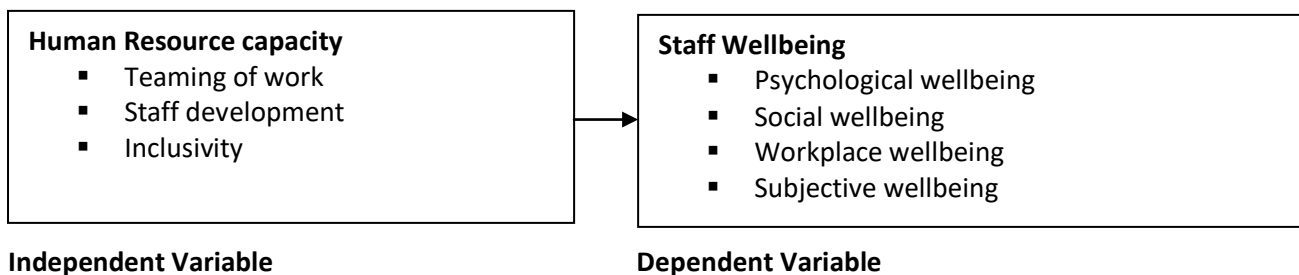 Human Resource capacity
▪ Teaming of work
▪ Staff development
▪ Inclusivity
Staff Wellbeing
▪ Psychological wellbeing
▪ Social wellbeing
▪ Workplace wellbeing
▪ Subjective wellbeing
Independent Variable
Dependent Variable